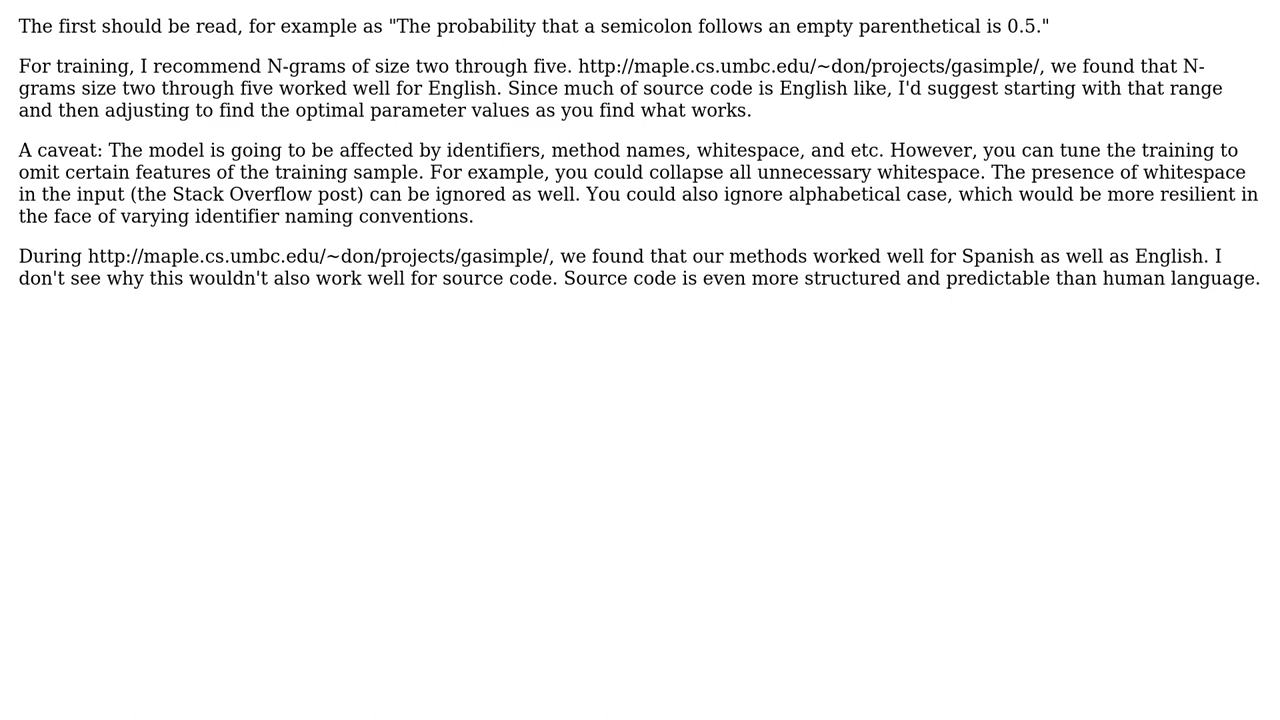 The first should be read, for example as "The probability that a semicolon follows an empty parenthetical is 0.5."
For training, I recommend N-grams of size two through five. http://maple.cs.umbc.edu/~don/projects/gasimple/, we found that N-
grams size two through five worked well for English. Since much of source code is English like, I'd suggest starting with that range
and then adjusting to find the optimal parameter values as you find what works.
A caveat: The model is going to be affected by identifiers, method names, whitespace, and etc. However, you can tune the training to
omit certain features of the training sample. For example, you could collapse all unnecessary whitespace. The presence of whitespace
in the input (the Stack Overflow post) can be ignored as well. You could also ignore alphabetical case, which would be more resilient in
the face of varying identifier naming conventions.
During http://maple.cs.umbc.edu/~don/projects/gasimple/, we found that our methods worked well for Spanish as well as English. I
don't see why this wouldn't also work well for source code. Source code is even more structured and predictable than human language.